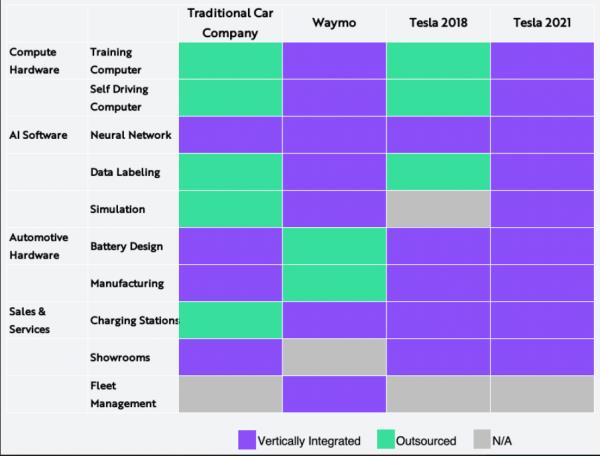 Traditional Car
Company
Waymo
Tesla 2018
Tesla 2021
Compute
Hardware
Training
Computer
Self Driving
Computer
AI Software
Neural Network
Data Labeling
Simulation
Automotive
Hardware
Battery Design
Manufacturing
Sales &
Services
Charging Stations
Showrooms
Fleet
Management
Vertically Integrated
Outsourced
N/A